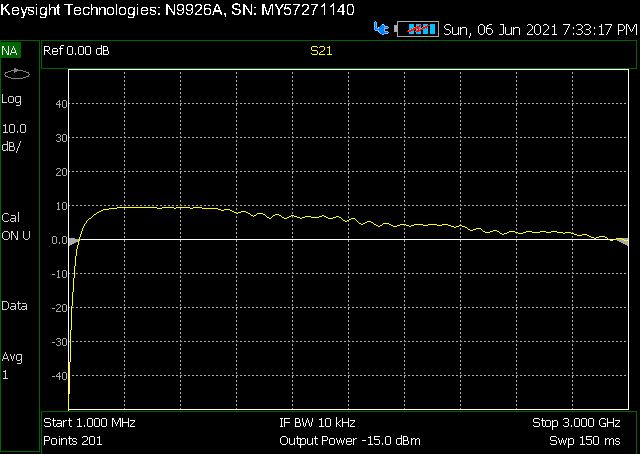 Keysight Technologies: N9926A, SN: MY57271140
Sun, 06 Jun 2021 7:33:17 PM
NA
Ref 0.00 dB
S21
Log
10.0
dB/
Cal
ON U
Data
Avg
1
40
30
20
10
0.0
-10
-20
-30
-40
Start 1.000 MHz
IF BW 10 kHz
Stop 3.000 GHz
Points 201
Output Power -15.0 dBm
Swp 150 ms